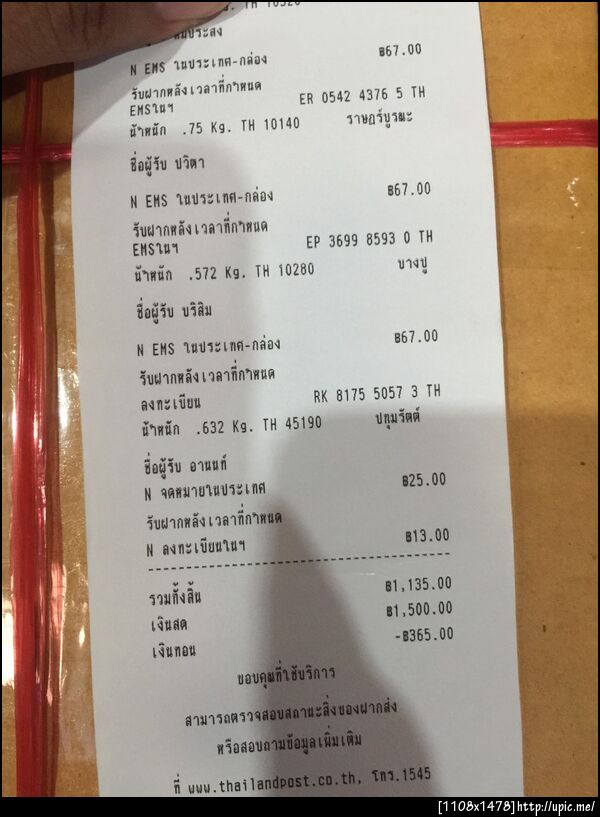 TH 10520
N EMS ในประเทศ-กล่อง ฿67.00
รับฝากหลังเวลาที่กำหนด
EMSในฯ ER 0542 4376 5 TH
น้ำหนัก .75 Kg. TH 10140 ราษฎร์บูรณะ
ชื่อผู้รับ ปวิตา
N EMS ในประเทศ-กล่อง ฿67.00
รับฝากหลังเวลาที่กำหนด
EMSในฯ EP 3699 8593 0 TH
น้ำหนัก .572 Kg. TH 10280 บางปู
ชื่อผู้รับ บริสิม
N EMS ในประเทศ-กล่อง ฿67.00
รับฝากหลังเวลาที่กำหนด
ลงทะเบียน RK 8175 5057 3 TH
น้ำหนัก .632 Kg. TH 45190 ปทุมรัตต์
ชื่อผู้รับ อานนท์
N จดหมายในประเทศ ฿25.00
รับฝากหลังเวลาที่กำหนด
N ลงทะเบียนในฯ ฿13.00
รวมทั้งสิ้น ฿1,135.00
เงินสด ฿1,500.00
เงินทอน -฿365.00
ขอบคุณที่ใช้บริการ
สามารถตรวจสอบสถานะสิ่งของฝากส่ง
หรือสอบถามข้อมูลเพิ่มเติม
ที่ www.thailandpost.co.th, โทร.1545
[1108x1478]http://upic.me/